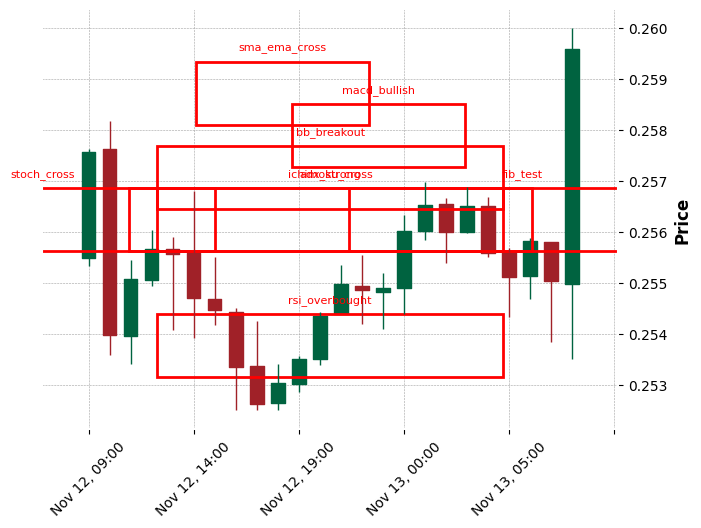 0.260
sma_ema_cross
0.259
macd_bullish
0.258
bb_breakout
stoch_cross
fib_test
0.257
Price
0.256
0.255
rsi_overbought
0.254
0.253
Nov 12, 09:00
Nov 12, 14:00
Nov 12, 19:00
Nov 13, 00:00
Nov 13, 05:00